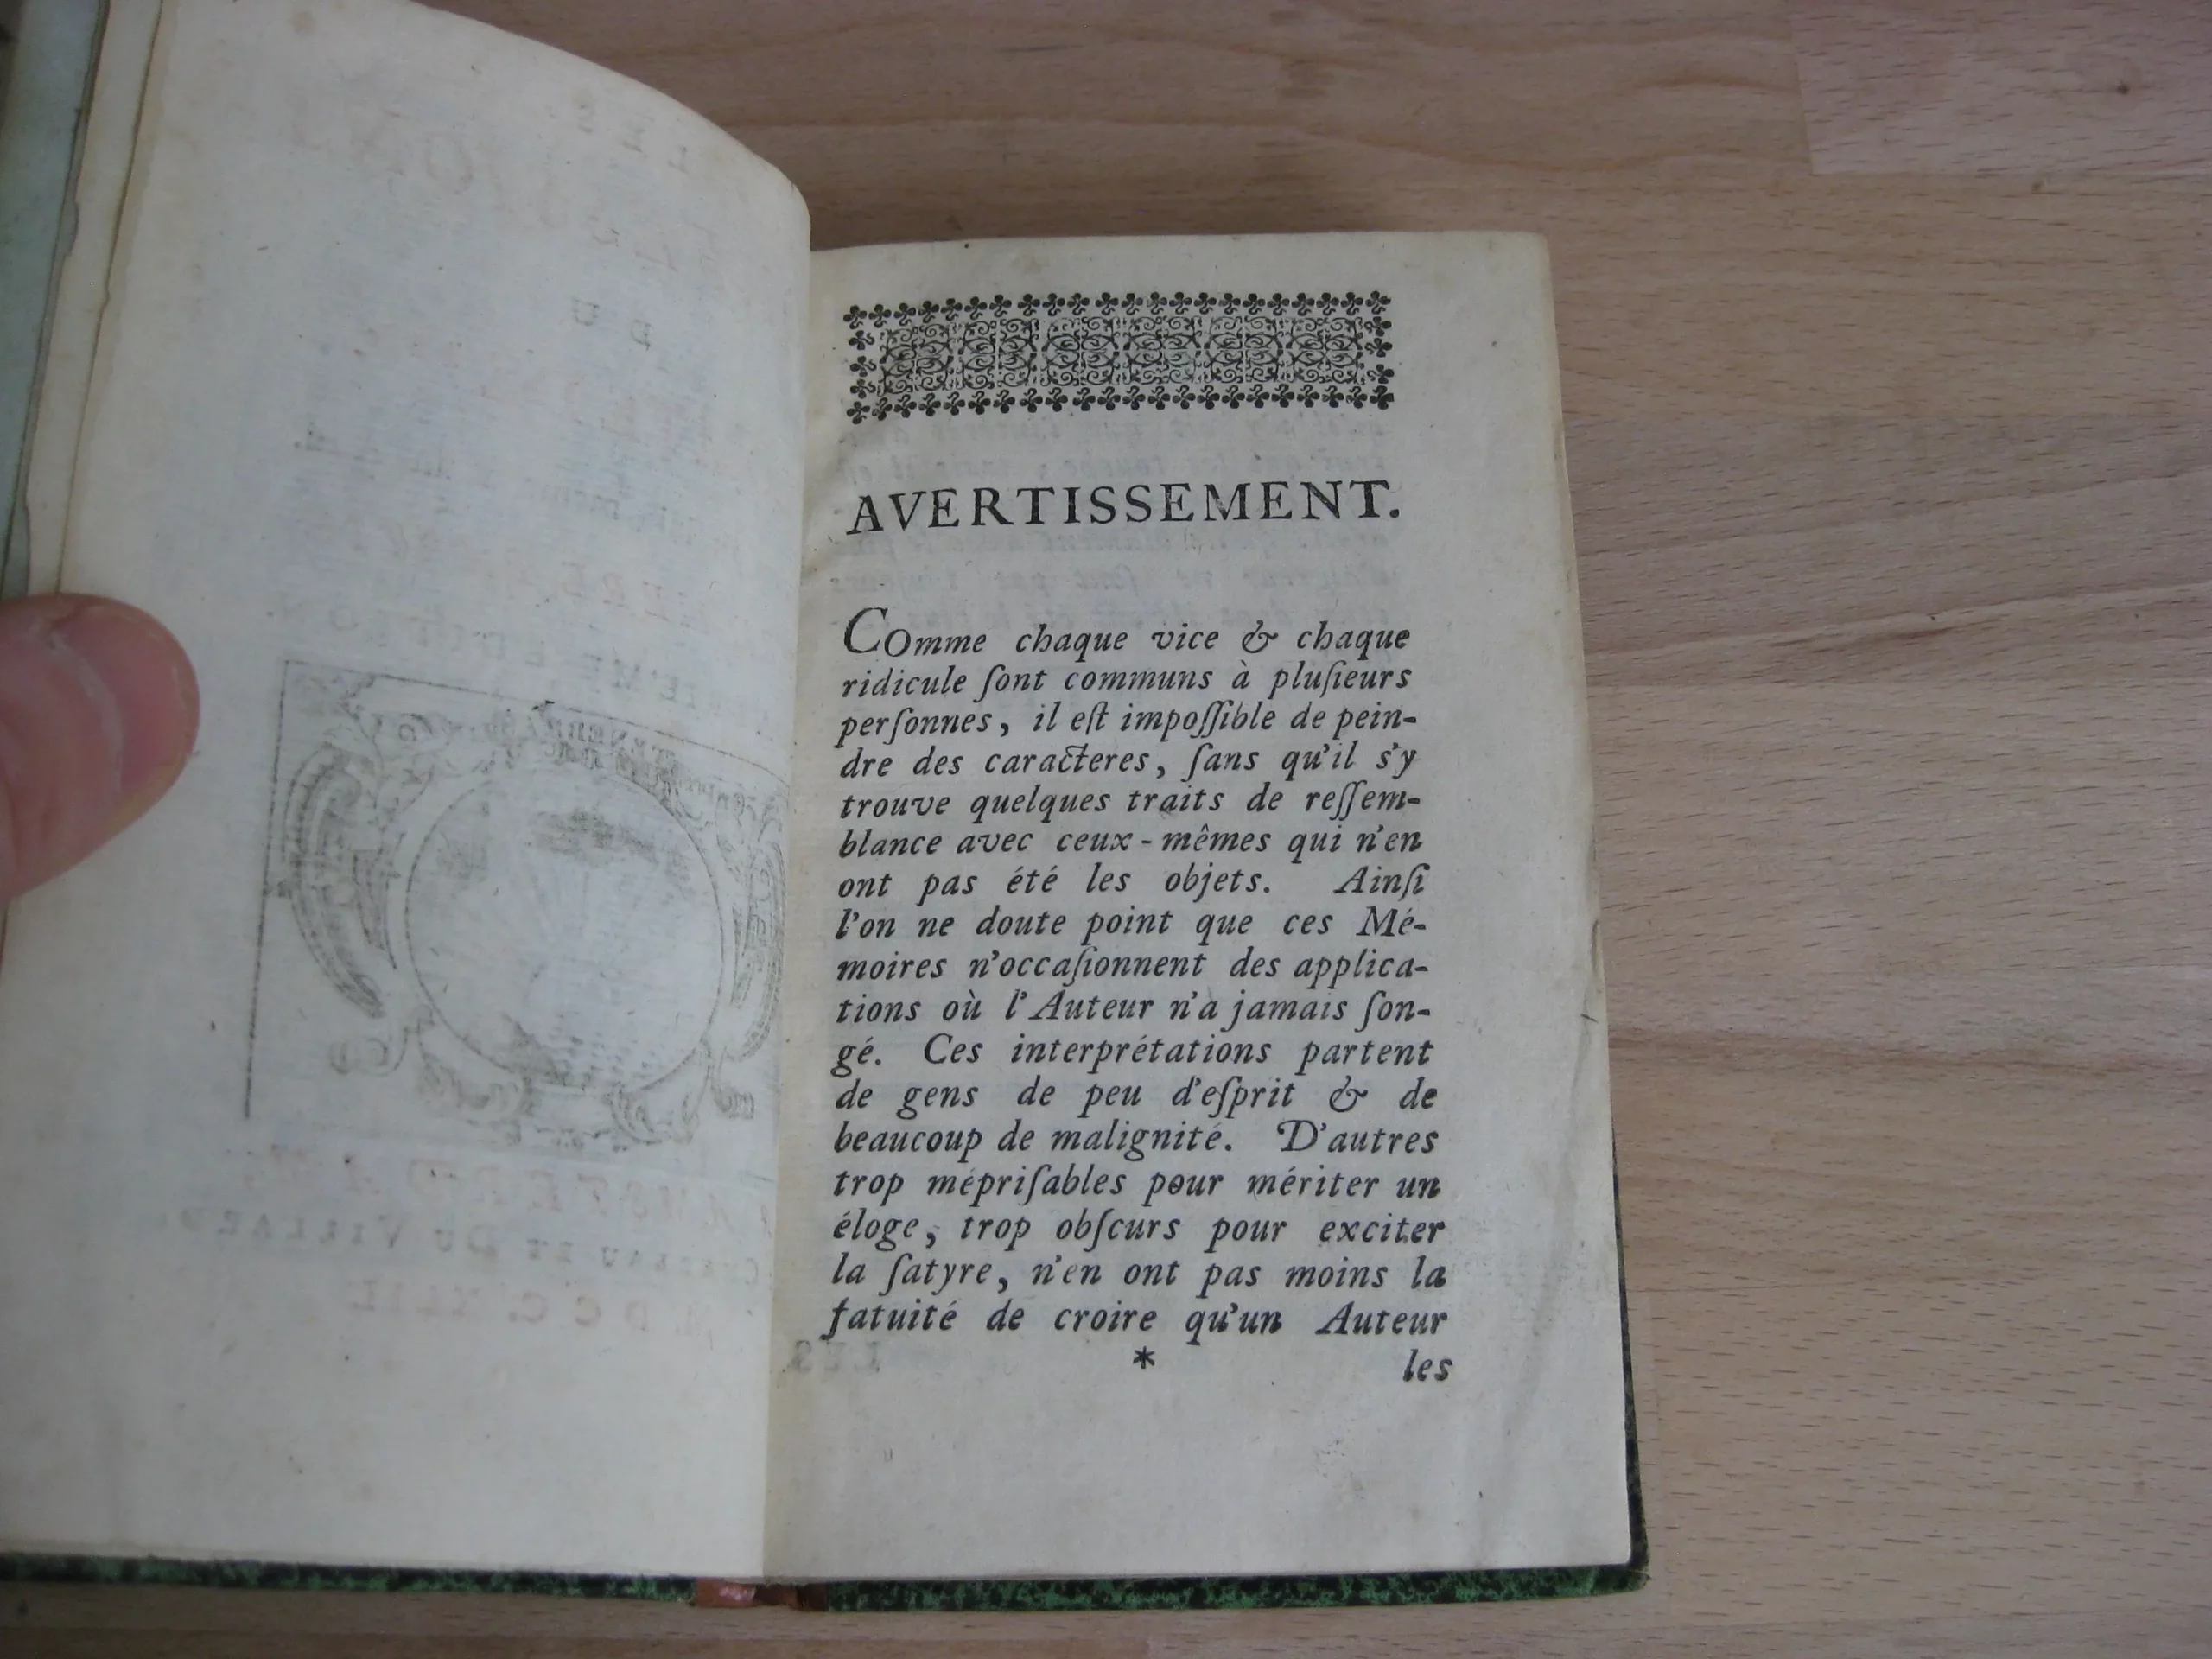 AVERTISSEMENT.
Comme chaque vice & chaque
ridicule ſont communs à pluſieurs
perſonnes, il eſt impoſſible de pein-
dre des caracteres, ſans qu'il s'y
trouve quelques traits de reſſem-
blance avec ceux-mêmes qui n'en
ont pas été les objets. Ainſi
l'on ne doute point que ces Mé-
moires n'occaſionnent des applica-
tions où l'Auteur n'a jamais ſon-
gé. Ces interprétations partent
de gens de peu d'eſprit & de
beaucoup de malignité. D'autres
trop mépriſables pour mériter un
éloge, trop obſcurs pour exciter
la ſatyre, n'en ont pas moins la
fatuité de croire qu'un Auteur
* les